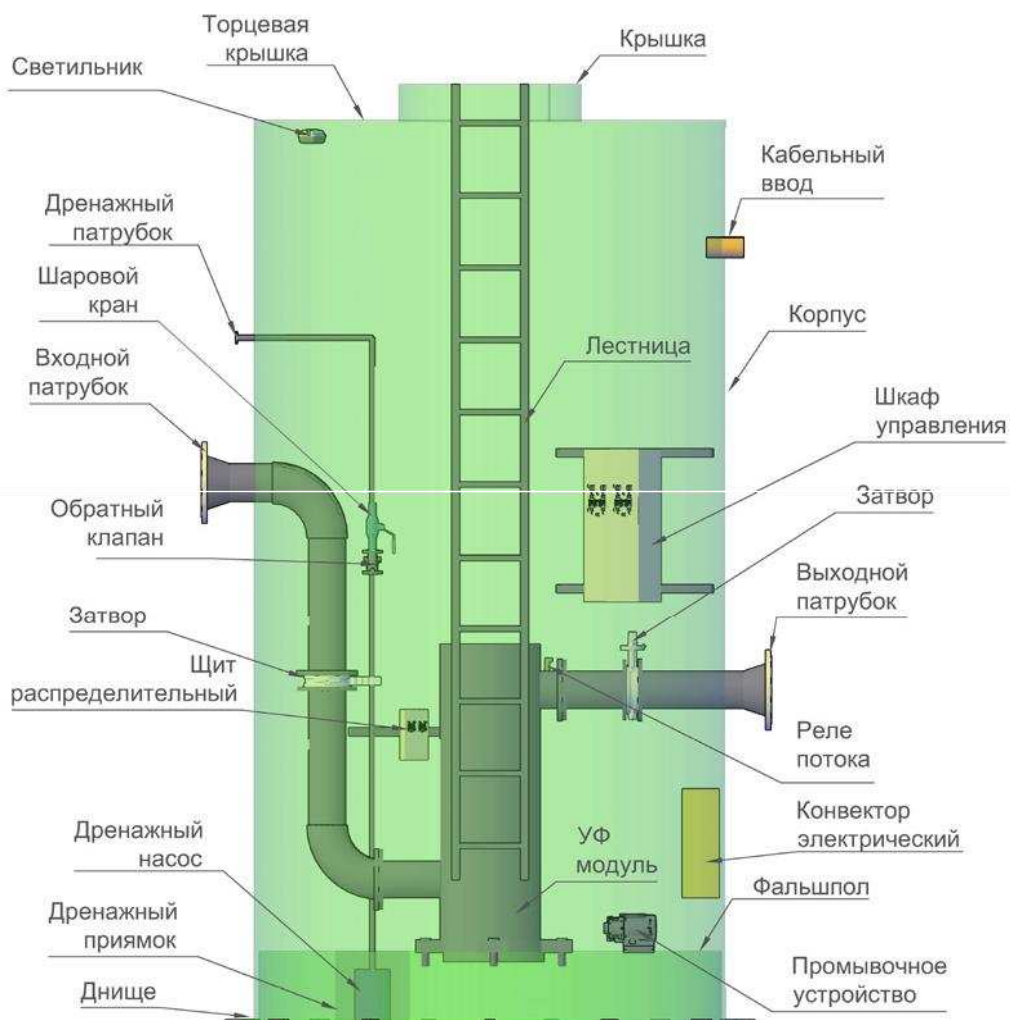 Торцевая
крышка
Крышка
Светильник
Кабельный
ввод
Дренажный
патрубок
Шаровой
кран
Корпус
Лестница
Входной
патрубок
Шкаф
управления
Затвор
Обратный
клапан
Выходной
патрубок
Затвор
Щит
распределительный
Реле
потока
Конвектор
электрический
Дренажный
насос
УФ
модуль
Фальшпол
Дренажный
приямок
Промывочное
устройство
Днище